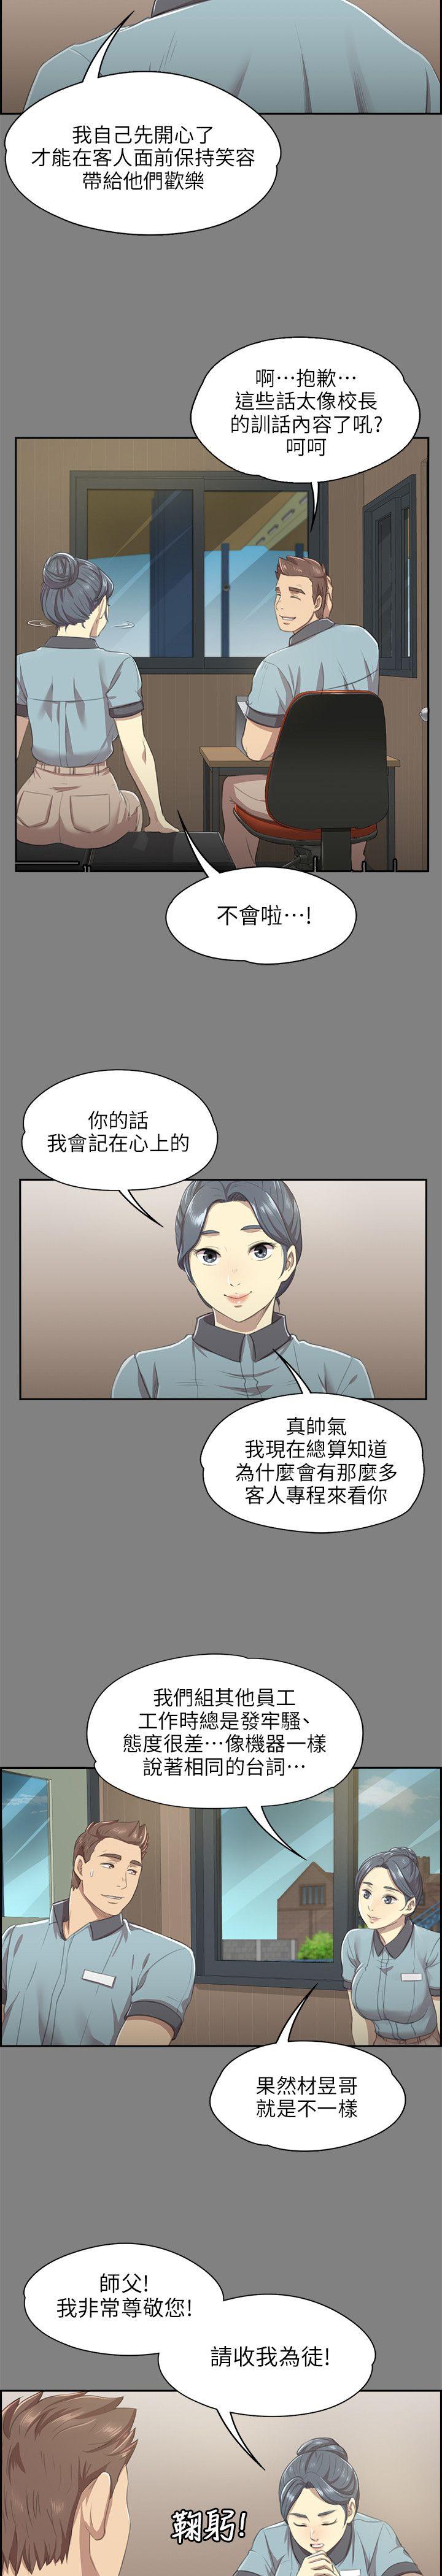 我自己先開心了
才能在客人面前保持笑容
帶給他們歡樂
啊⋯抱歉⋯
這些話太像校長
的訓話內容了吼?
呵呵
不會啦⋯!
你的話
我會記在心上的
真帥氣
我現在總算知道
為什麼會有那麼多
客人專程來看你
我們組其他員工
工作時總是發牢騷、
態度很差⋯像機器一樣
說著相同的台詞⋯
果然材昱哥
就是不一樣
師父!
我非常尊敬您!
請收我為徒!
鞠躬!